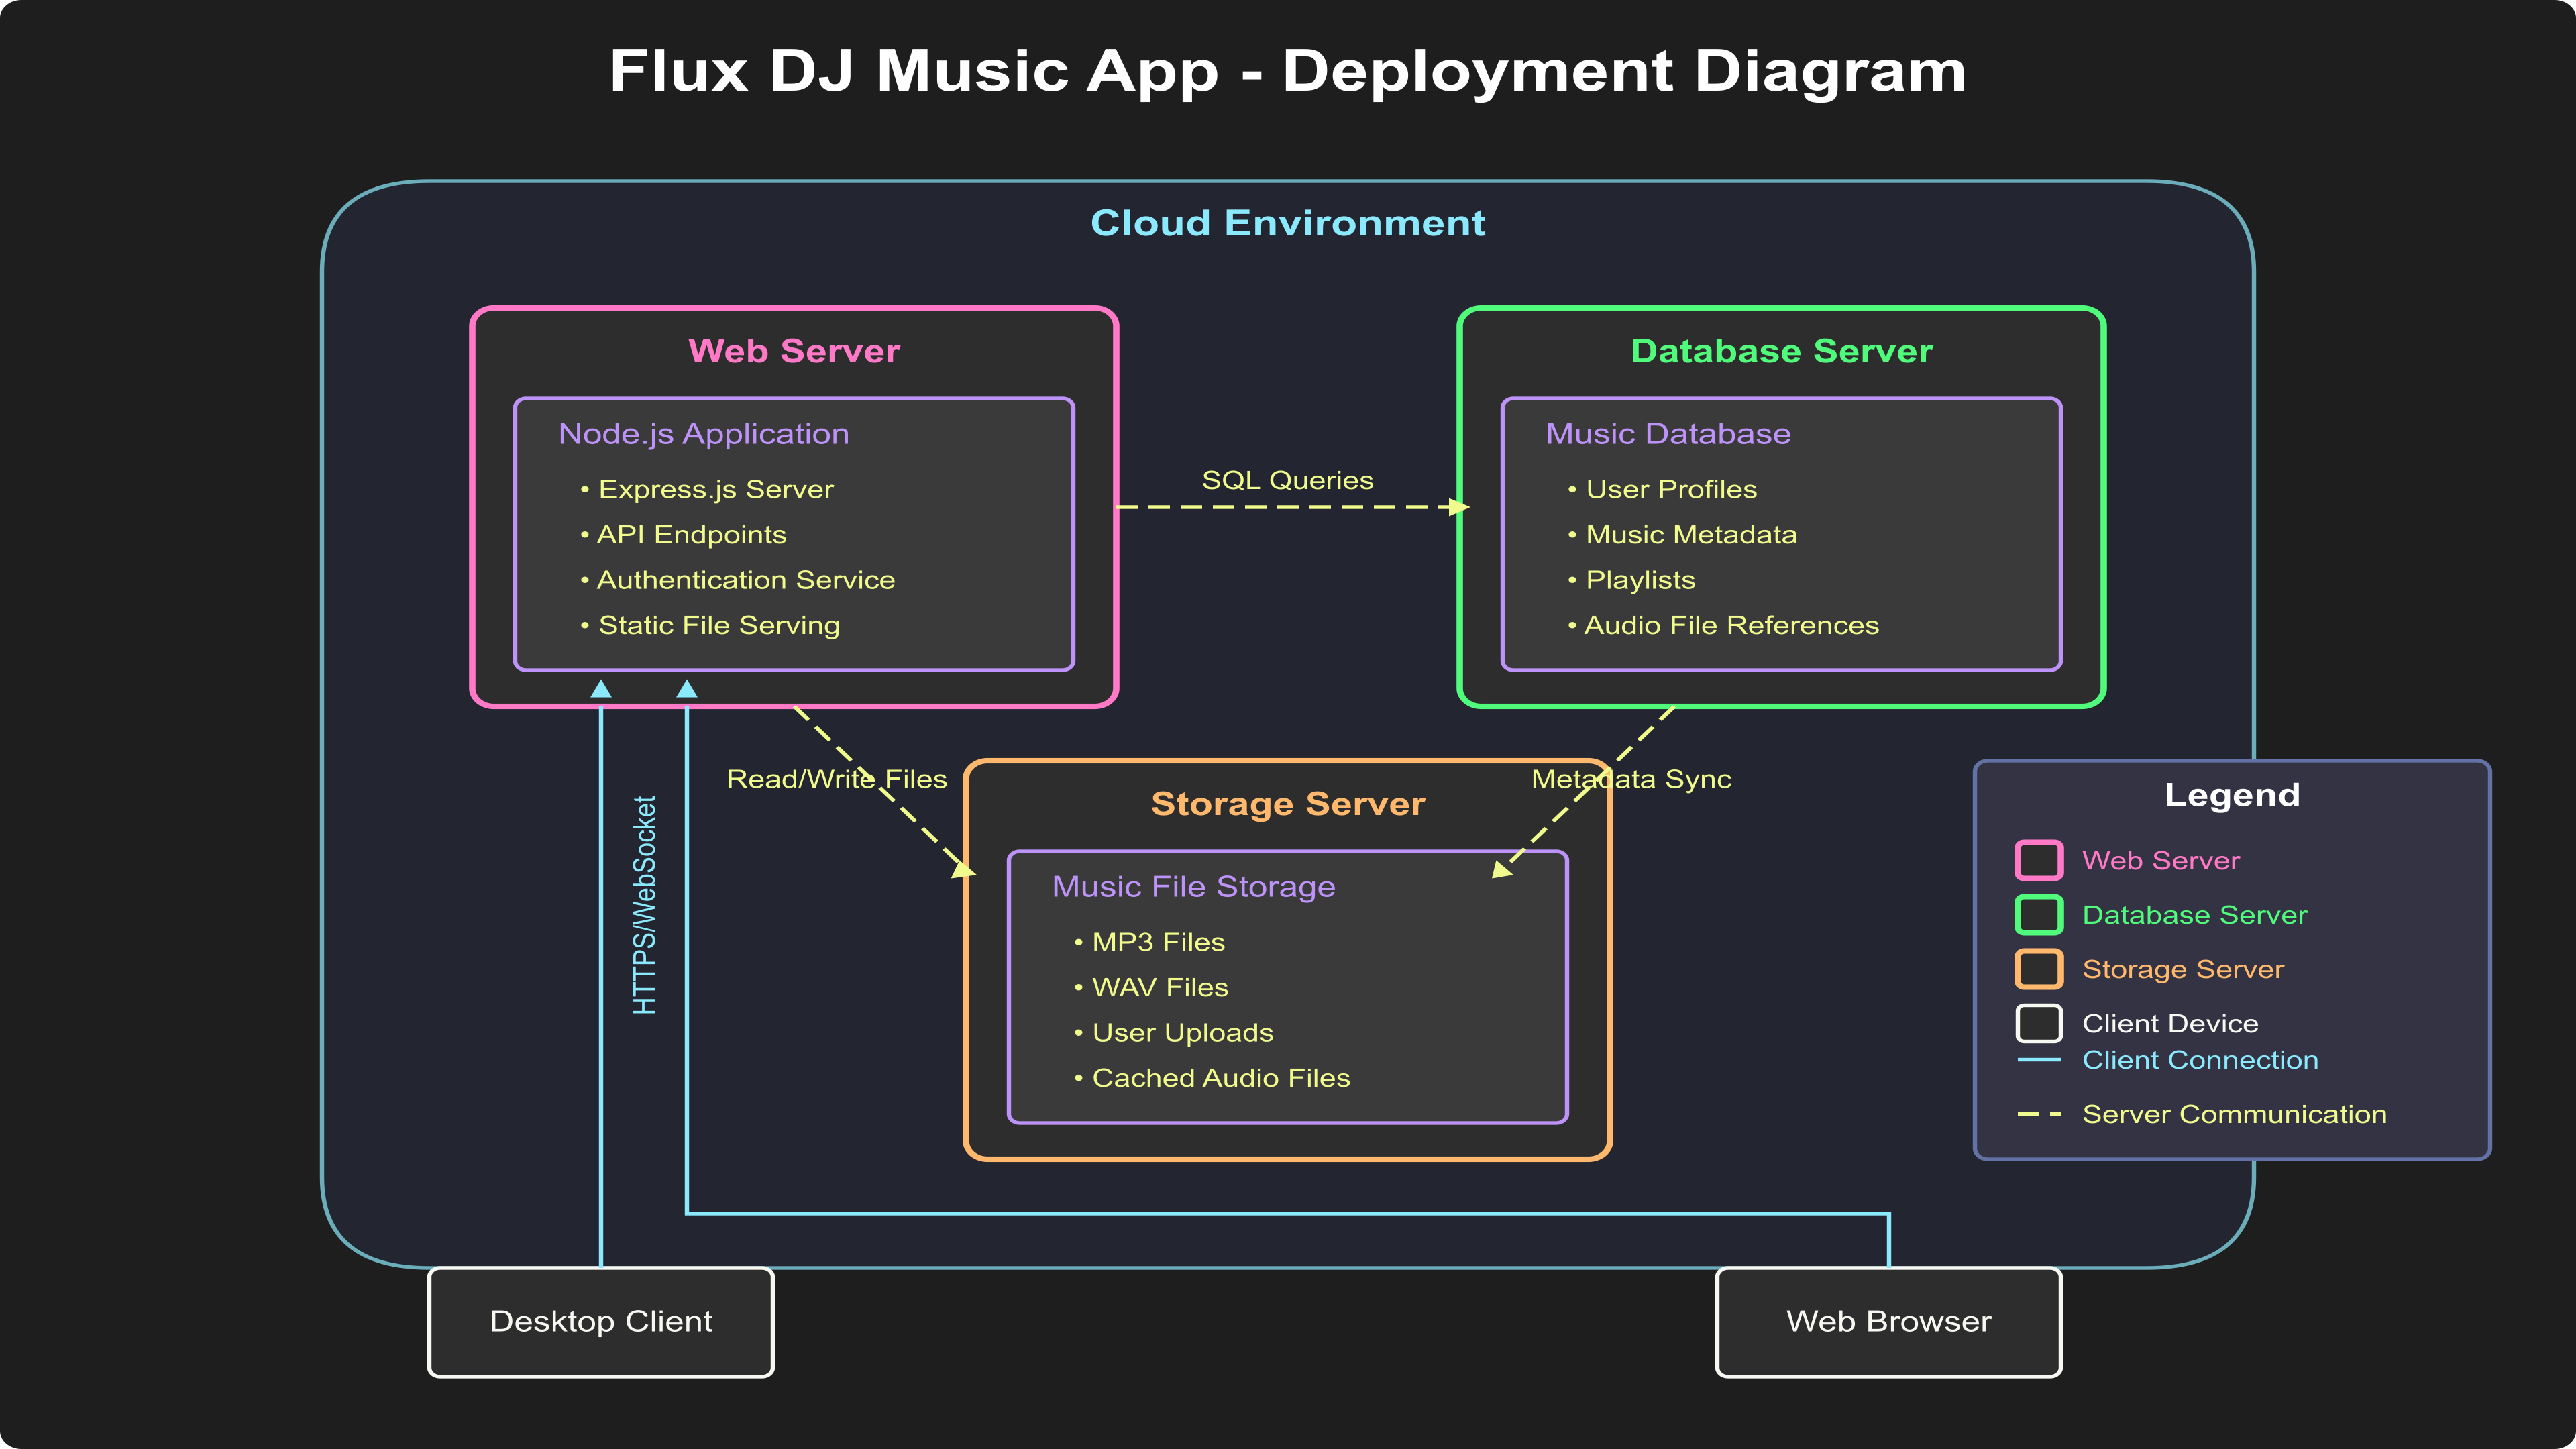 Flux DJ Music App - Deployment Diagram
Cloud Environment
Web Server
Node.js Application
• Express.js Server
• API Endpoints
• Authentication Service
• Static File Serving
SQL Queries
Database Server
Music Database
• User Profiles
• Music Metadata
• Playlists
• Audio File References
Read/Write Files
Metadata Sync
HTTPS/WebSocket
Storage Server
Music File Storage
• MP3 Files
• WAV Files
• User Uploads
• Cached Audio Files
Legend
Web Server
Database Server
Storage Server
Client Device
Client Connection
Server Communication
Desktop Client
Web Browser